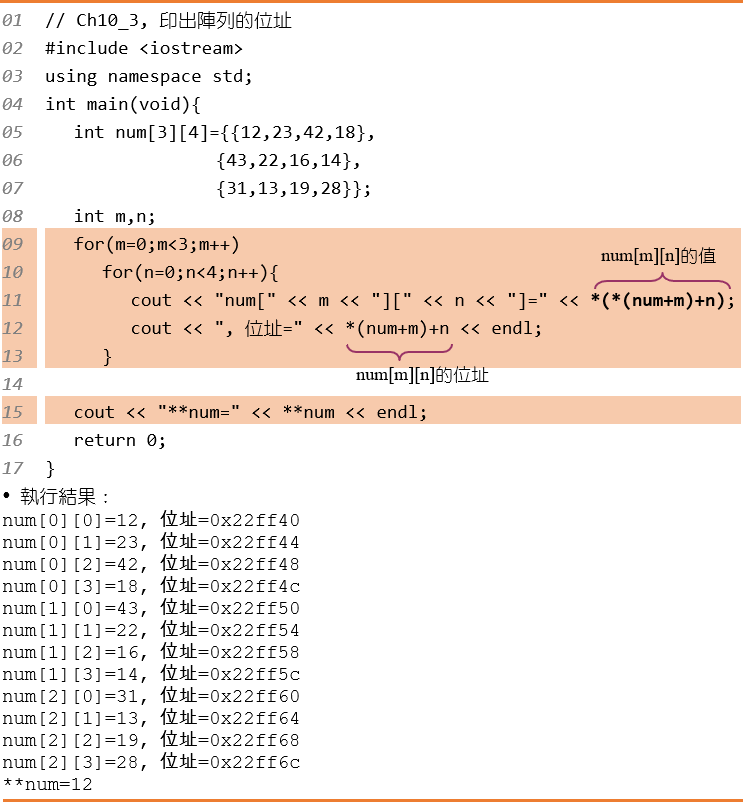 01 // Ch10_3, 印出陣列的位址
02 #include <iostream>
03 using namespace std;
04 int main(void){
05 int num[3][4]={{12,23,42,18},
06 {43,22,16,14},
07 {31,13,19,28}};
08 int m,n;
09 for(m=0;m<3;m++)
num[m][n]的值
10 for(n=0;n<4;n++){
11 cout << "num[" << m << "][" << n << "]=" << *(*(num+m)+n);
12 cout << ", 位址=" << *(num+m)+n << endl;
13 }
num[m][n]的位址
14
15 cout << "**num=" << **num << endl;
16 return 0;
17 }
• 執行結果：
num[0][0]=12, 位址=0x22ff40
num[0][1]=23, 位址=0x22ff44
num[0][2]=42, 位址=0x22ff48
num[0][3]=18, 位址=0x22ff4c
num[1][0]=43, 位址=0x22ff50
num[1][1]=22, 位址=0x22ff54
num[1][2]=16, 位址=0x22ff58
num[1][3]=14, 位址=0x22ff5c
num[2][0]=31, 位址=0x22ff60
num[2][1]=13, 位址=0x22ff64
num[2][2]=19, 位址=0x22ff68
num[2][3]=28, 位址=0x22ff6c
**num=12